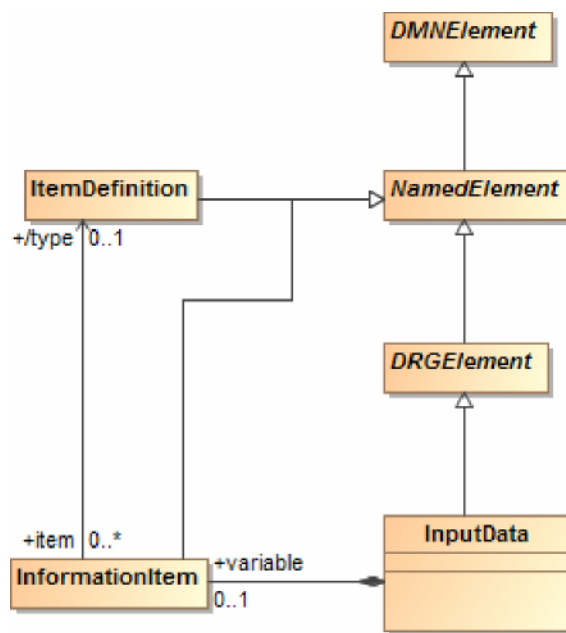 DMNElement
ItemDefinition
NamedElement
+/type 0..1
DRGElement
+item 0..*
InputData
InformationItem
+variable
0..1